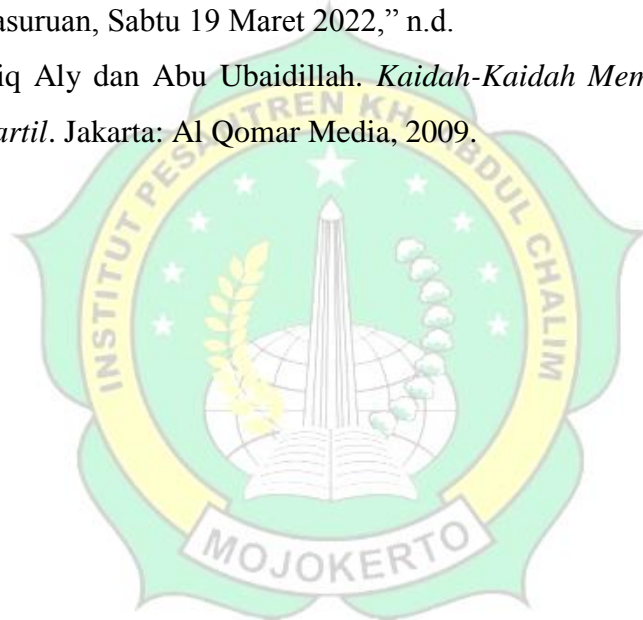 asuruan, Sabtu 19 Maret 2022,” n.d.
iq Aly dan Abu Ubaidillah. Kaidah-Kaidah Mem
artil. Jakarta: Al Qomar Media, 2009.
INSTITUT PESANTREN KH. ABDUL CHALIM
MOJOKERTO